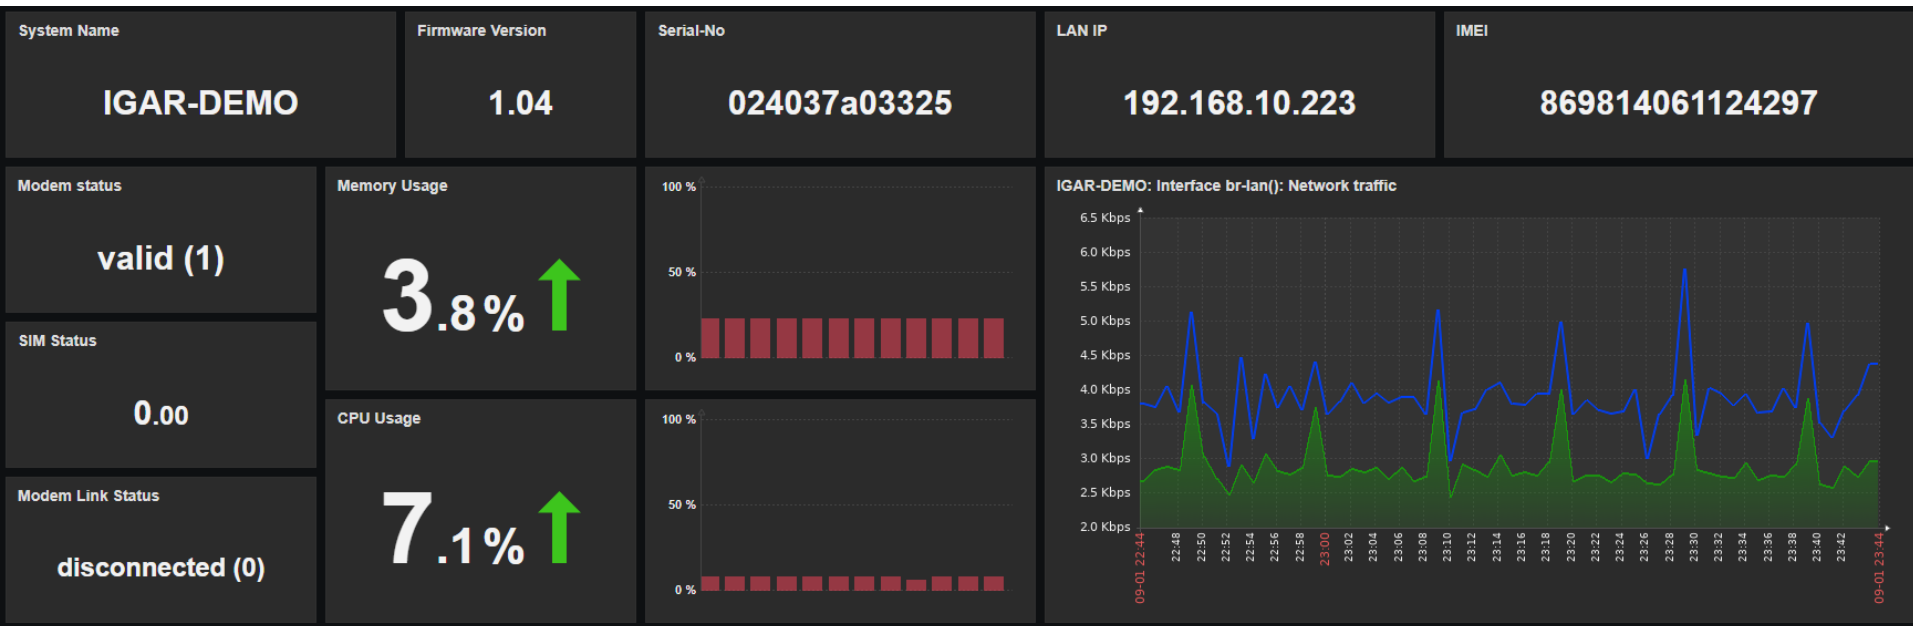 System Name
IGAR-DEMO
Firmware Version
1.04
Serial-No
024037a03325
LAN IP
192.168.10.223
IMEI
869814061124297
Modem status
valid (1)
SIM Status
0.00
Modem Link Status
disconnected (0)
Memory Usage
3.8%
CPU Usage
7.1%
100 %
50 %
0 %
100 %
50 %
0 %
IGAR-DEMO: Interface br-lan(): Network traffic
6.5 Kbps
6.0 Kbps
5.5 Kbps
5.0 Kbps
4.5 Kbps
4.0 Kbps
3.5 Kbps
3.0 Kbps
2.5 Kbps
2.0 Kbps
09-01 22:44
22:48
22:50
22:52
22:54
22:56
22:58
23:00
23:02
23:04
23:06
23:08
23:10
23:12
23:14
23:16
23:18
23:20
23:22
23:24
23:26
23:28
23:30
23:32
23:34
23:36
23:38
23:40
23:42
09-01 23:44